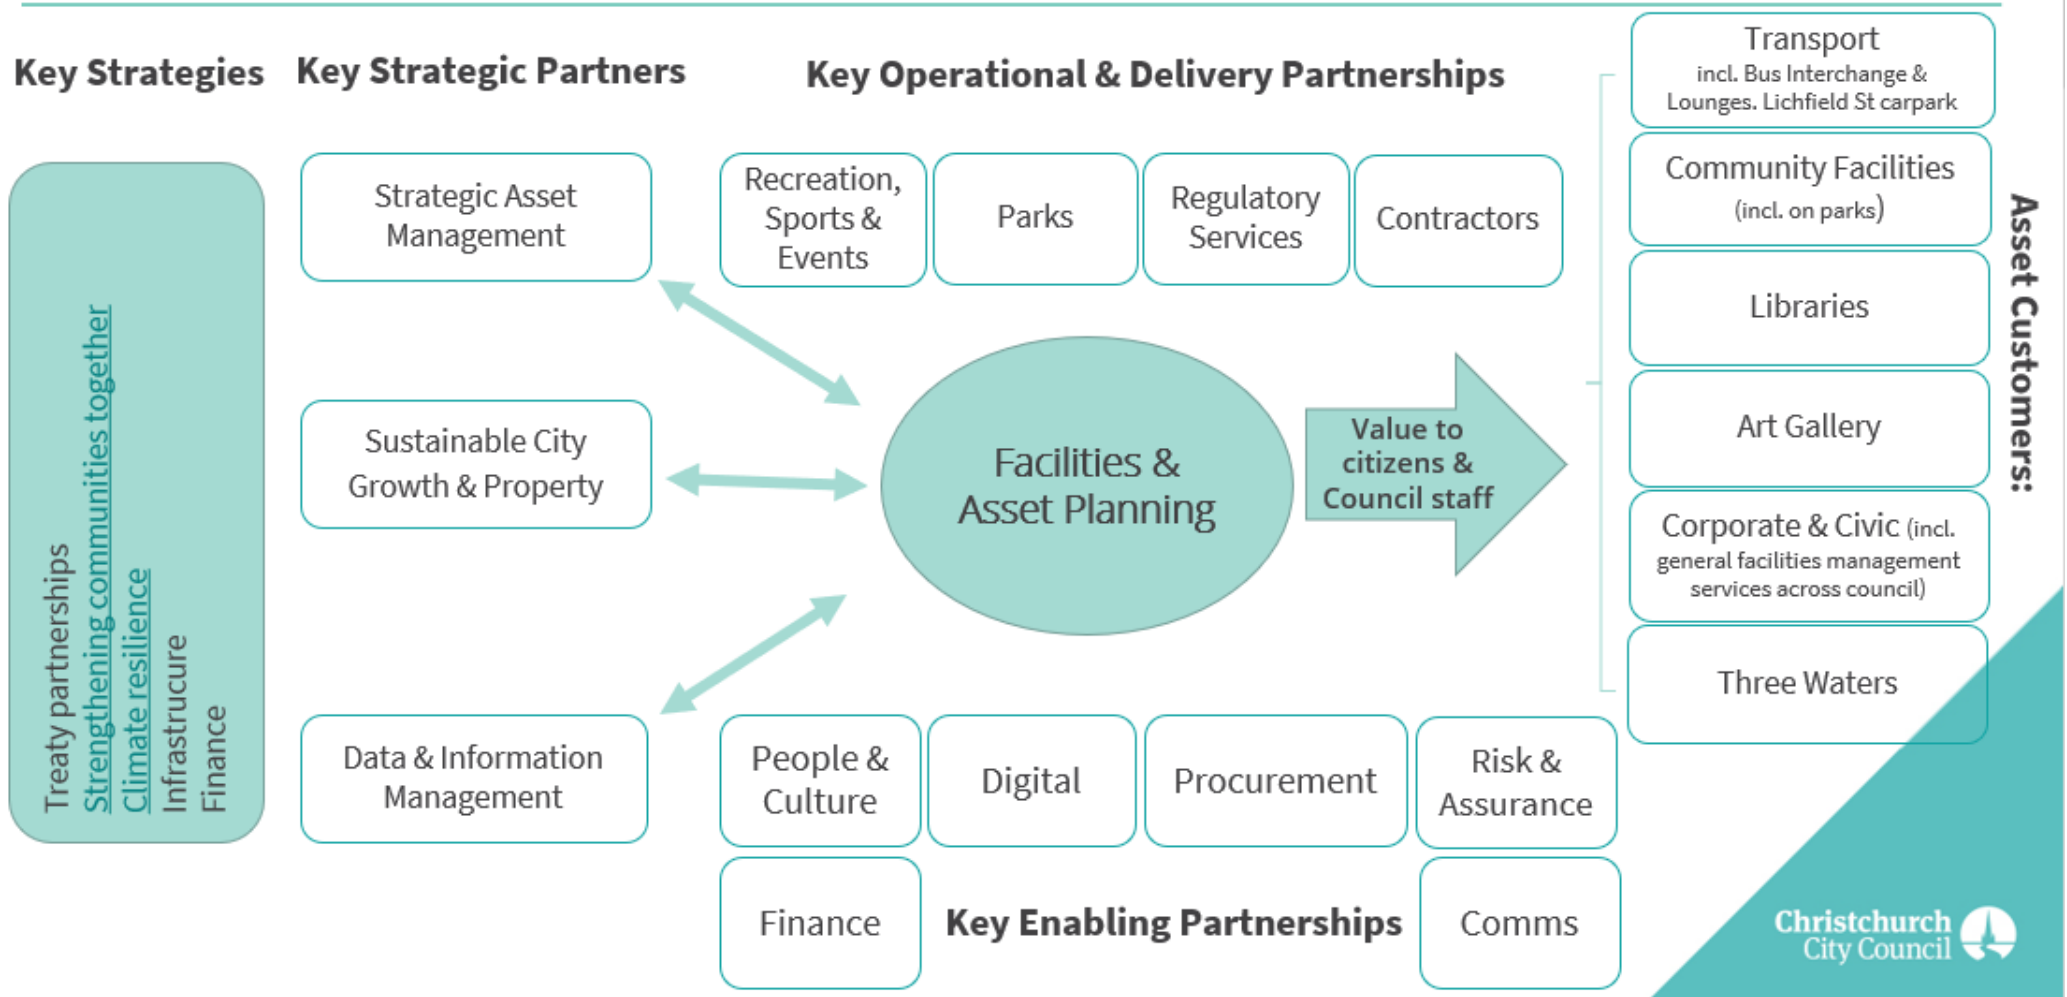 Key Strategies
Key Strategic Partners
Key Operational & Delivery Partnerships
Treaty partnerships
Strengthening communities together
Climate resilience
Infrastrucure
Finance
Strategic Asset
Management
Sustainable City
Growth & Property
Data & Information
Management
Recreation,
Sports &
Events
Parks
Regulatory
Services
Contractors
Facilities &
Asset Planning
Value to
citizens &
Council staff
People &
Culture
Digital
Procurement
Risk &
Assurance
Finance
Key Enabling Partnerships
Comms
Transport
incl. Bus Interchange &
Lounges. Lichfield St carpark
Community Facilities
(incl. on parks)
Libraries
Art Gallery
Corporate & Civic (incl.
general facilities management
services across council)
Three Waters
Asset Customers:
Christchurch
City Council